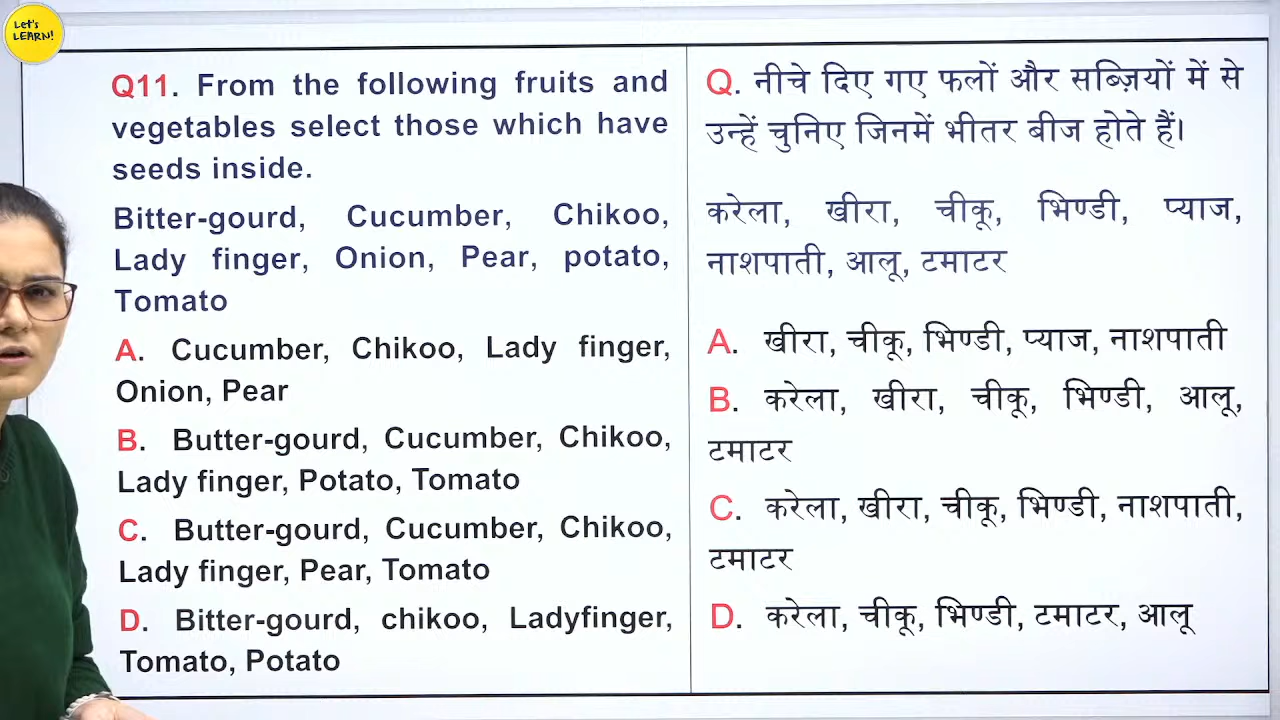 Let's
LEARN!
Q11. From the following fruits and
vegetables select those which have
seeds inside.
Bitter-gourd, Cucumber, Chikoo,
Lady finger, Onion, Pear, potato,
Tomato
A. Cucumber, Chikoo, Lady finger,
Onion, Pear
B. Butter-gourd, Cucumber, Chikoo,
Lady finger, Potato, Tomato
C. Butter-gourd, Cucumber, Chikoo,
Lady finger, Pear, Tomato
D. Bitter-gourd, chikoo, Ladyfinger,
Tomato, Potato
Q. नीचे दिए गए फलों और सब्ज़ियों में से
उन्हें चुनिए जिनमें भीतर बीज होते हैं।
करेला, खीरा, चीकू, भिण्डी, प्याज,
नाशपाती, आलू, टमाटर
A. खीरा, चीकू, भिण्डी, प्याज, नाशपाती
B. करेला, खीरा, चीकू, भिण्डी, आलू,
टमाटर
C. करेला, खीरा, चीकू, भिण्डी, नाशपाती,
टमाटर
D. करेला, चीकू, भिण्डी, टमाटर, आलू